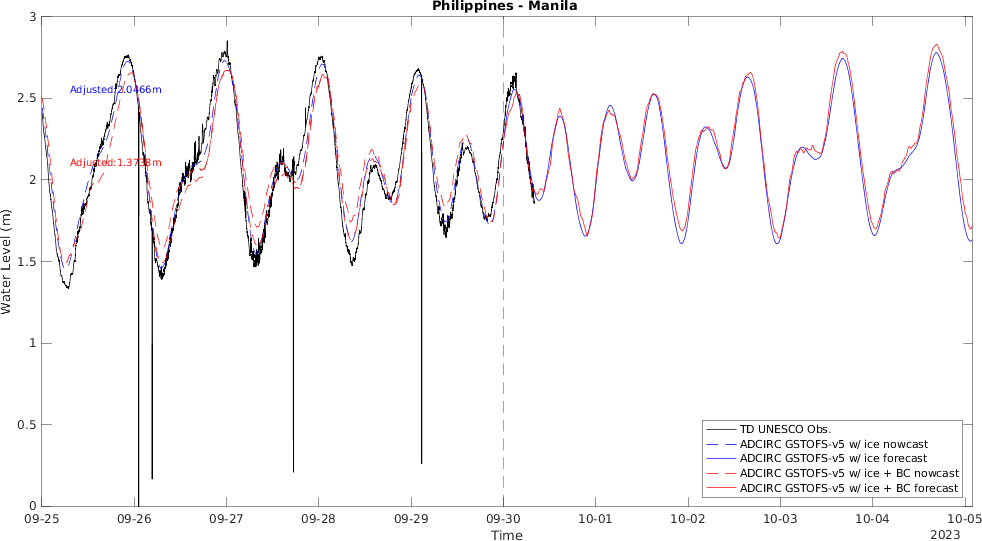 Philippines - Manila
Water Level (m)
3
2.5
2
1.5
1
0.5
0
Adjusted:2.0466m
Adjusted:1.3733m
TD UNESCO Obs.
ADCIRC GSTOFS-v5 w/ ice nowcast
ADCIRC GSTOFS-v5 w/ ice forecast
ADCIRC GSTOFS-v5 w/ ice + BC nowcast
ADCIRC GSTOFS-v5 w/ ice + BC forecast
09-25 09-26 09-27 09-28 09-29 09-30 10-01 10-02 10-03 10-04 10-05
Time
2023